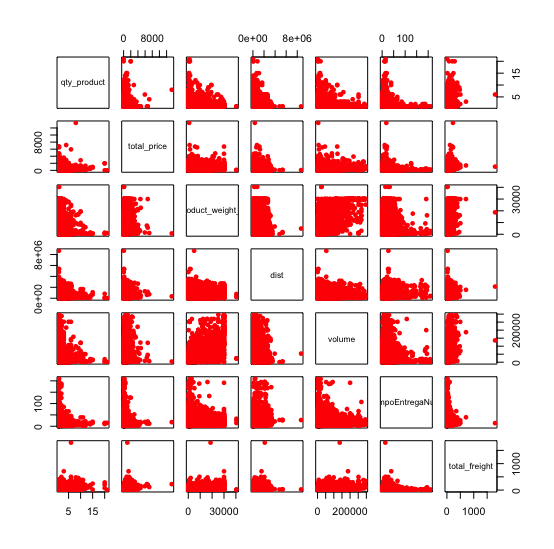 0 8000
0e+00 8e+06
0 100
qty_product
5 15
total_price
0 8000
oduct_weight_
0 30000
dist
0e+00 8e+06
volume
0 200000
mpoEntregaNu
0 100
total_freight
0 1000
5 15
0 30000
0 200000
0 1000